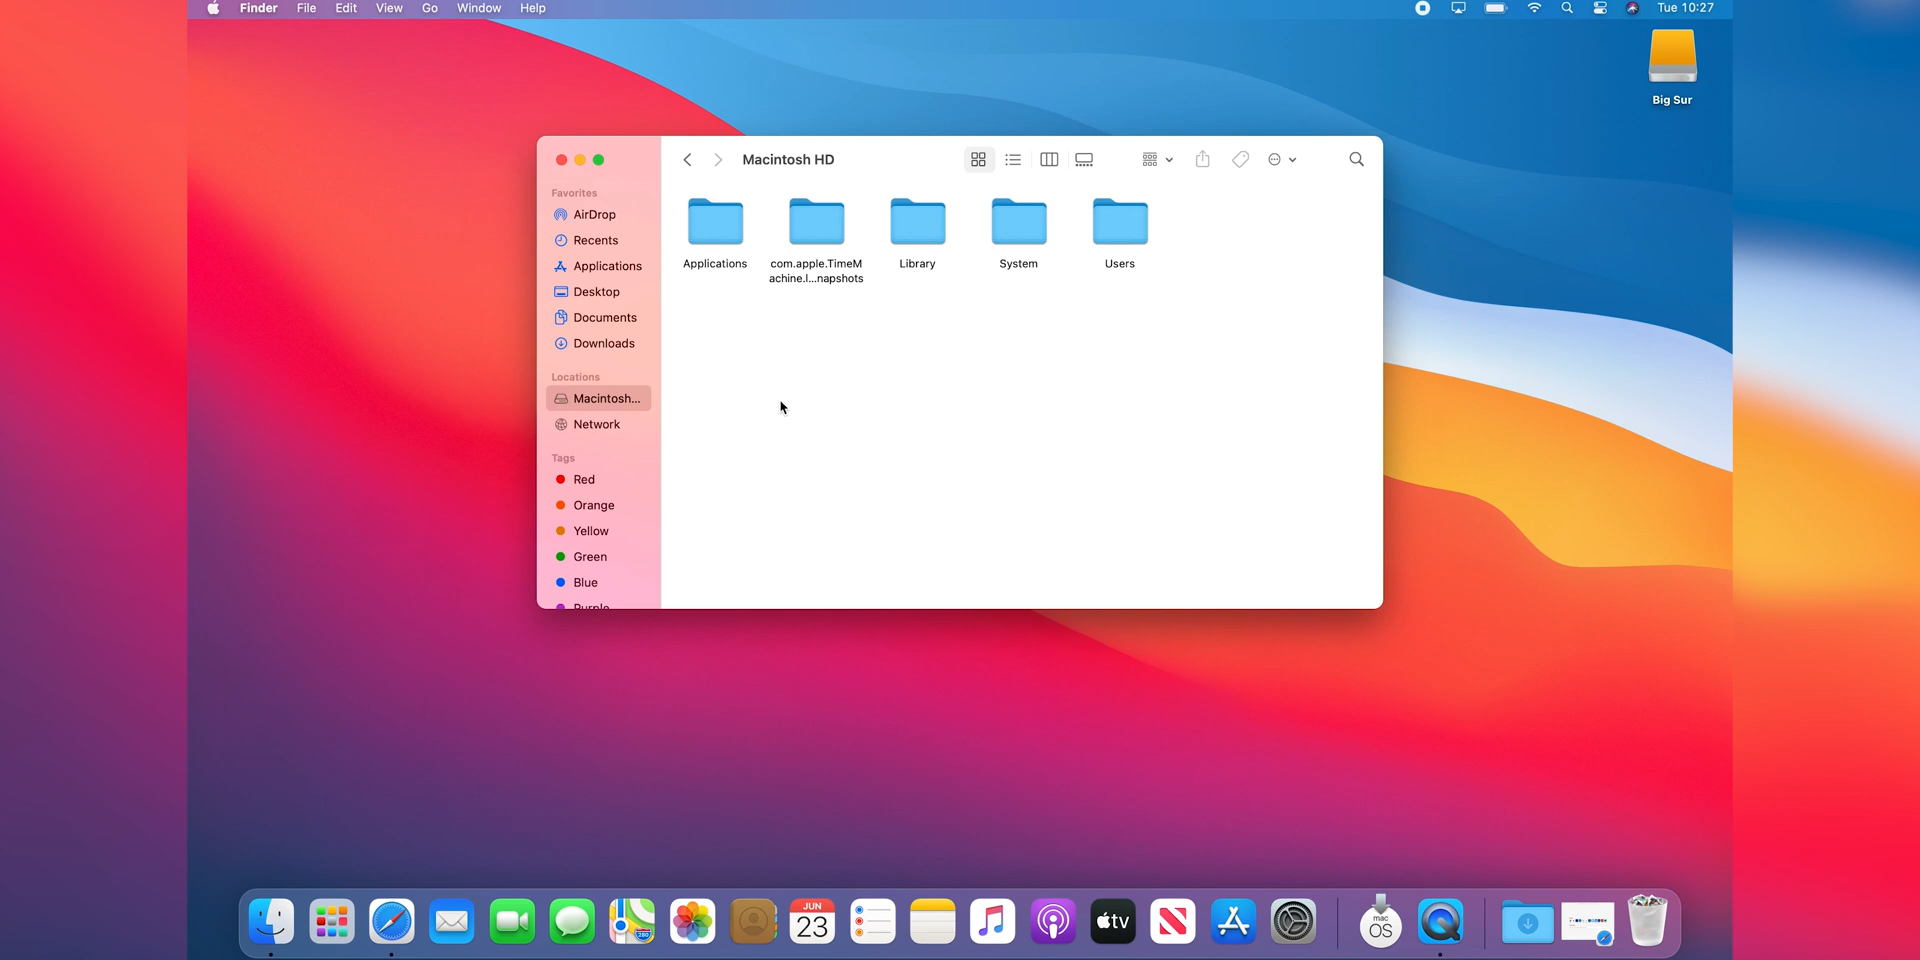 Finder File Edit View Go Window Help
Tue 10:27
Big Sur
Macintosh HD
Favorites
AirDrop
Recents
Applications
Desktop
Documents
Downloads
Locations
Macintosh...
Network
Tags
Red
Orange
Yellow
Green
Blue
Purple
Applications
com.apple.TimeM
achine.l...napshots
Library
System
Users
280
JUN
23
tv
mac
OS